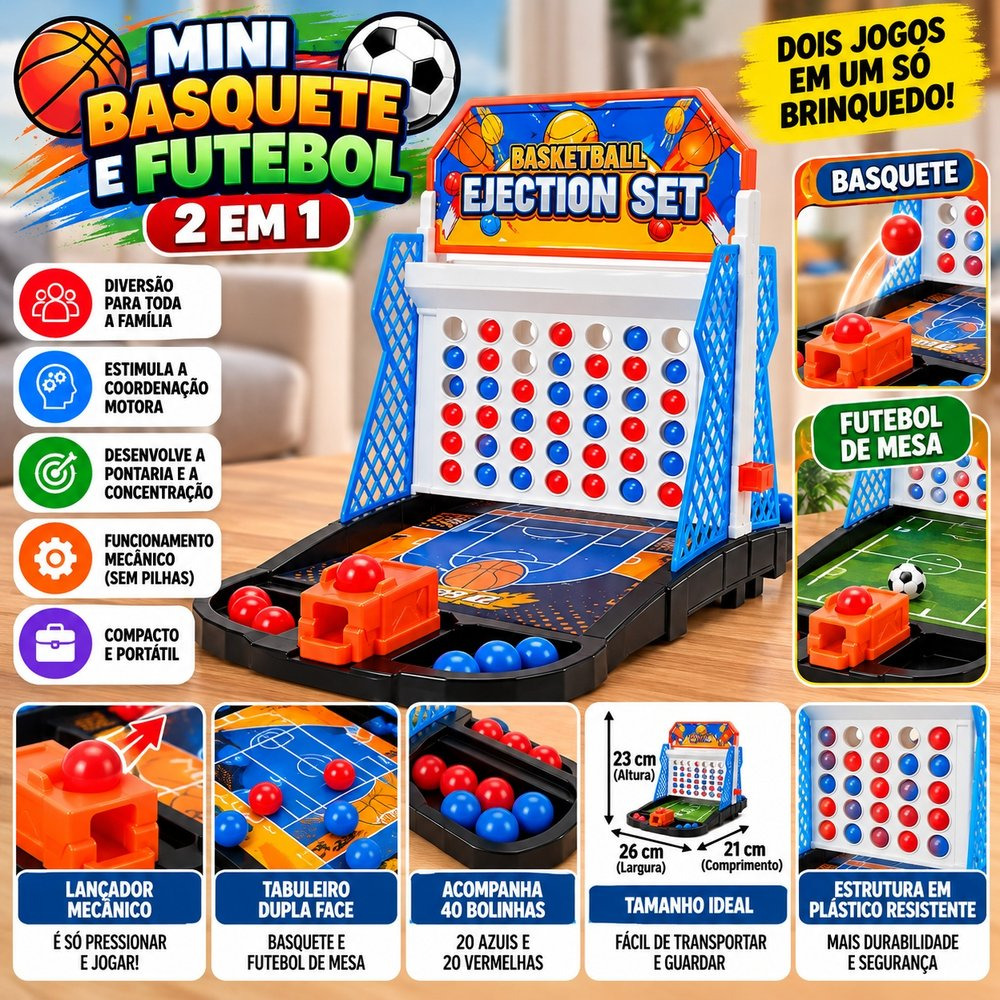 MINI
BASQUETE
E FUTEBOL
2 EM 1
DOIS JOGOS
EM UM SÓ
BRINQUEDO!
BASKETBALL
EJECTION SET
BASQUETE
FUTEBOL
DE MESA
DIVERSÃO
PARA TODA
A FAMÍLIA
ESTIMULA A
COORDENAÇÃO
MOTORA
DESENVOLVE A
PONTARIA E A
CONCENTRAÇÃO
FUNCIONAMENTO
MECÂNICO
(SEM PILHAS)
COMPACTO
E PORTÁTIL
LANÇADOR
MECÂNICO
É SÓ PRESSIONAR
E JOGAR!
TABULEIRO
DUPLA FACE
BASQUETE E
FUTEBOL DE MESA
ACOMPANHA
40 BOLINHAS
20 AZUIS E
20 VERMELHAS
23 cm
(Altura)
26 cm
(Largura)
21 cm
(Comprimento)
TAMANHO IDEAL
FÁCIL DE TRANSPORTAR
E GUARDAR
ESTRUTURA EM
PLÁSTICO RESISTENTE
MAIS DURABILIDADE
E SEGURANÇA